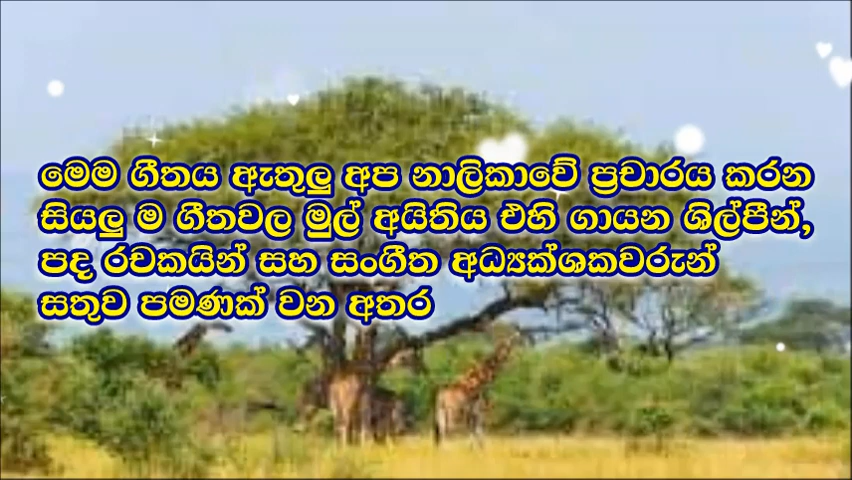 මෙම ගීතය ඇතුලු අප නාලිකාවේ ප්‍රචාරය කරන
සියලු ම ගීතවල මුල් අයිතිය එහි ගායන ශිල්පීන්,
පද රචකයින් සහ සංගීත අධ්‍යක්ශකවරුන්
සතුව පමණක් වන අතර